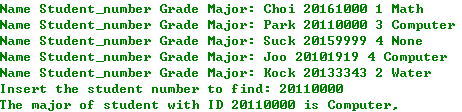 Name Student_number Grade Major: Choi 20161000 1 Math
Name Student_number Grade Major: Park 20110000 3 Computer
Name Student_number Grade Major: Suck 20159999 4 None
Name Student_number Grade Major: Joo 20101919 4 Computer
Name Student_number Grade Major: Kock 20133343 2 Water
Insert the student number to find: 20110000
The major of student with ID 20110000 is Computer,